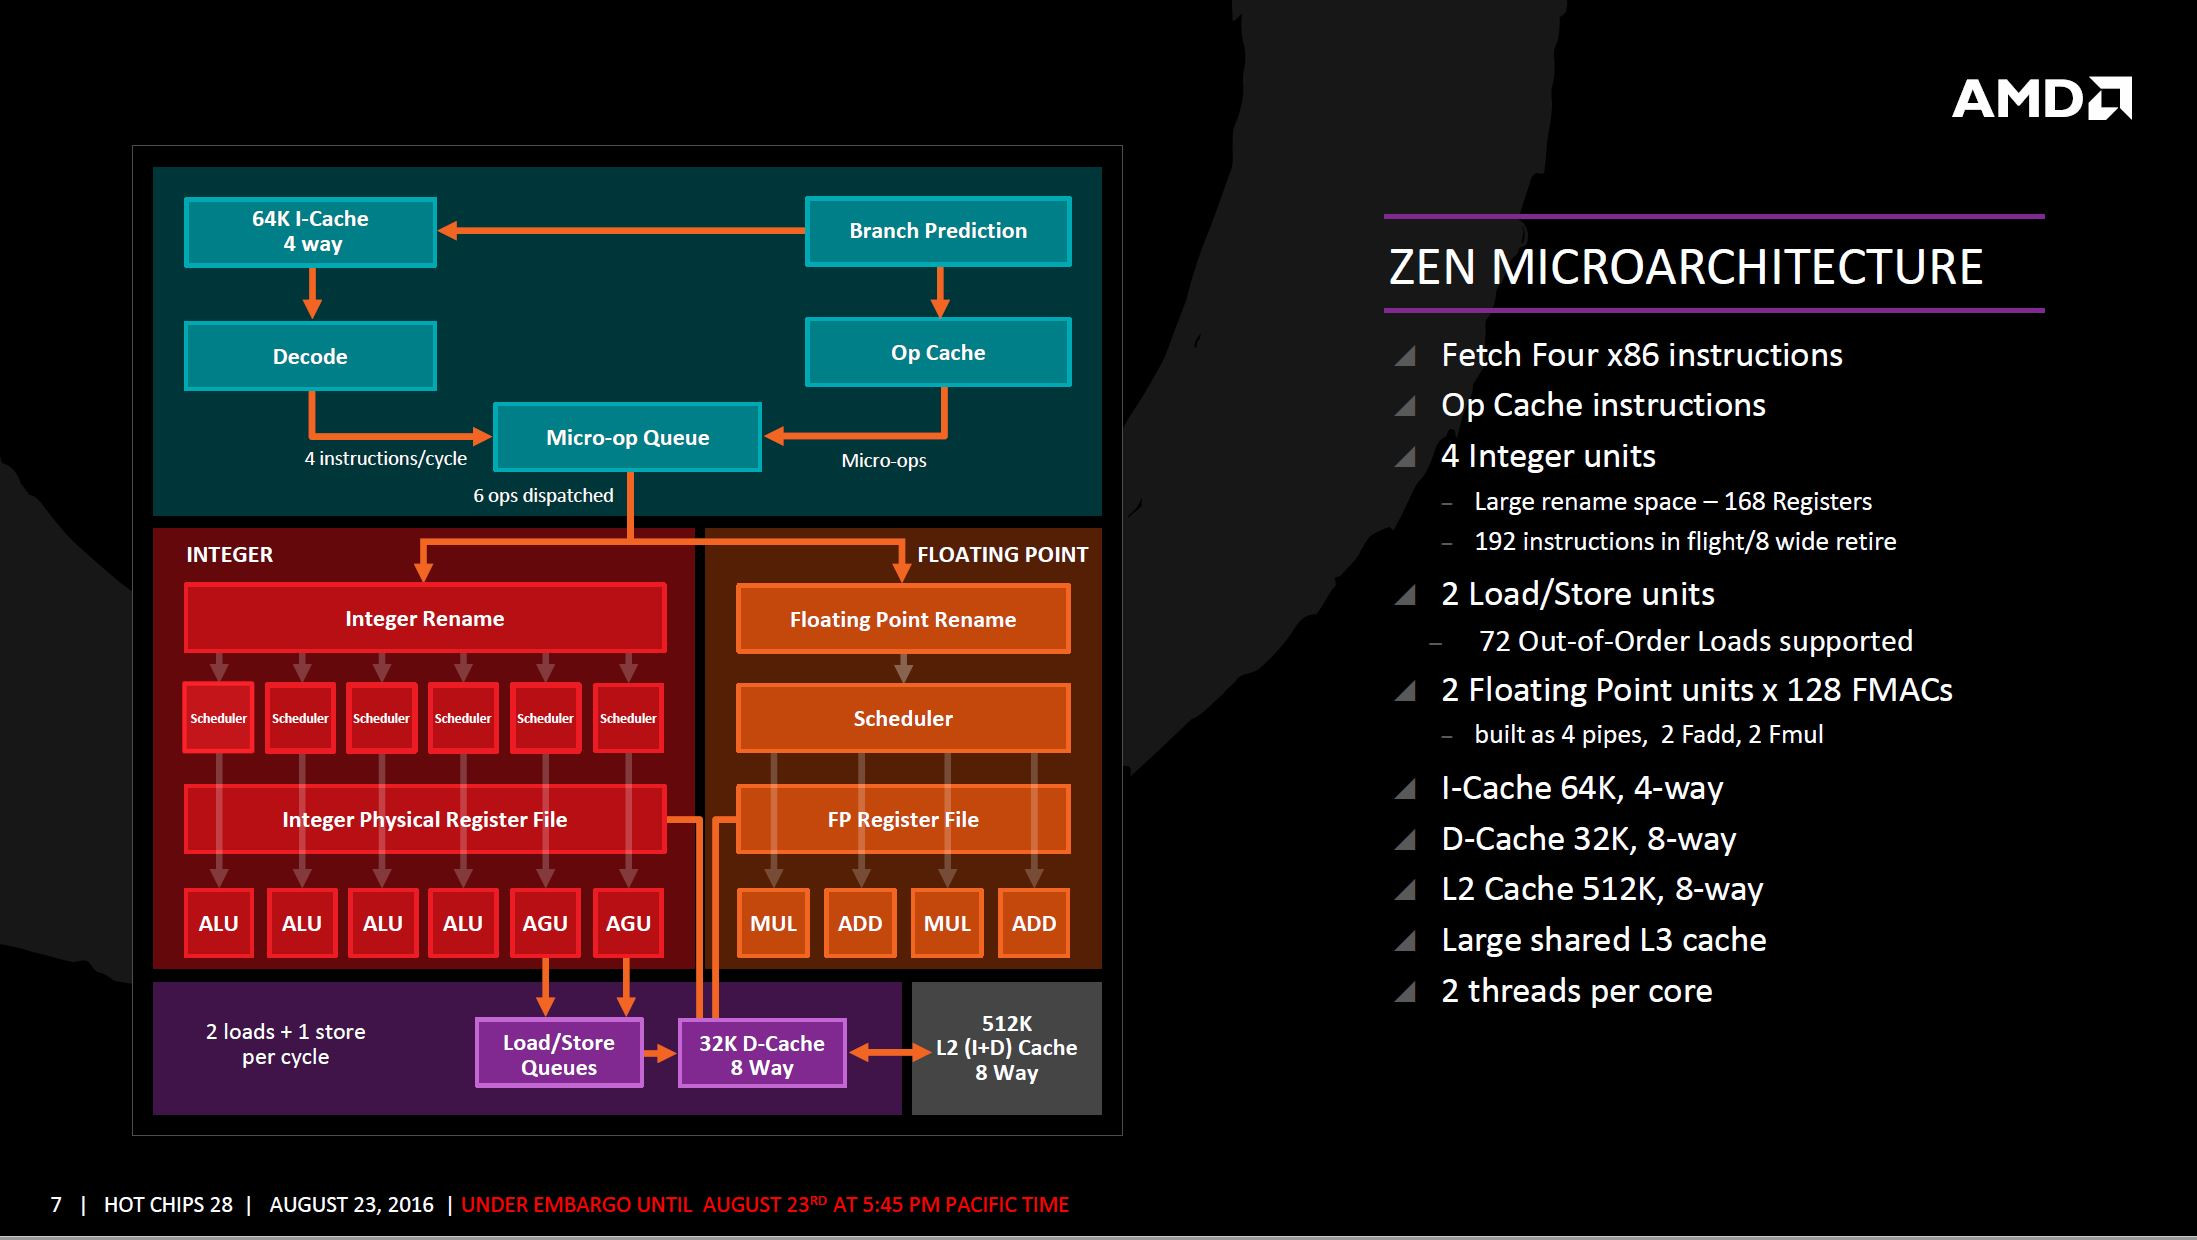 AMD
64K I-Cache
4 way
Branch Prediction
Decode
Op Cache
Micro-op Queue
4 instructions/cycle
Micro-ops
6 ops dispatched
INTEGER
FLOATING POINT
Integer Rename
Floating Point Rename
Scheduler
Scheduler
Scheduler
Scheduler
Scheduler
Scheduler
Scheduler
Integer Physical Register File
FP Register File
ALU
ALU
ALU
ALU
AGU
AGU
MUL
ADD
MUL
ADD
2 loads + 1 store
per cycle
Load/Store
Queues
32K D-Cache
8 Way
512K
L2 (I+D) Cache
8 Way
ZEN MICROARCHITECTURE
Fetch Four x86 instructions
Op Cache instructions
4 Integer units
– Large rename space – 168 Registers
– 192 instructions in flight/8 wide retire
2 Load/Store units
– 72 Out-of-Order Loads supported
2 Floating Point units x 128 FMACs
– built as 4 pipes, 2 Fadd, 2 Fmul
I-Cache 64K, 4-way
D-Cache 32K, 8-way
L2 Cache 512K, 8-way
Large shared L3 cache
2 threads per core
7 | HOT CHIPS 28 | AUGUST 23, 2016 | UNDER EMBARGO UNTIL AUGUST 23RD AT 5:45 PM PACIFIC TIME